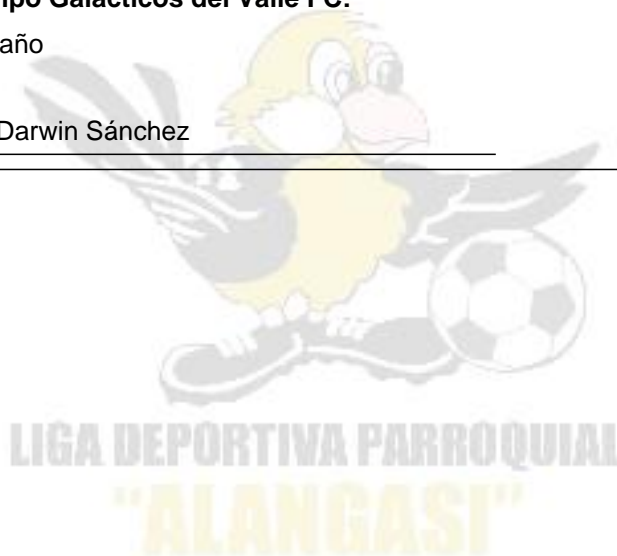 Galácticos del Valle FC.
año
Darwin Sánchez
LIGA DEPORTIVA PARROQUIAL
"ALANGASI"